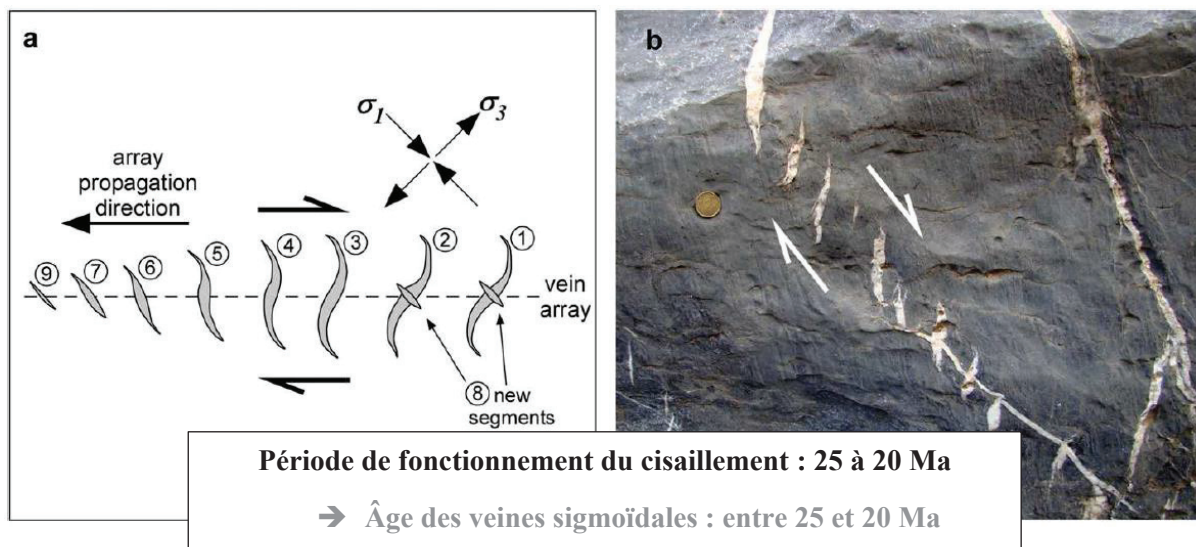 a
σ1 σ3
array
propagation
direction
⑨ ⑦ ⑥ ⑤ ④ ③ ② ①
vein
array
⑧ new
segments
b
Période de fonctionnement du cisaillement : 25 à 20 Ma
➔ Âge des veines sigmoïdales : entre 25 et 20 Ma